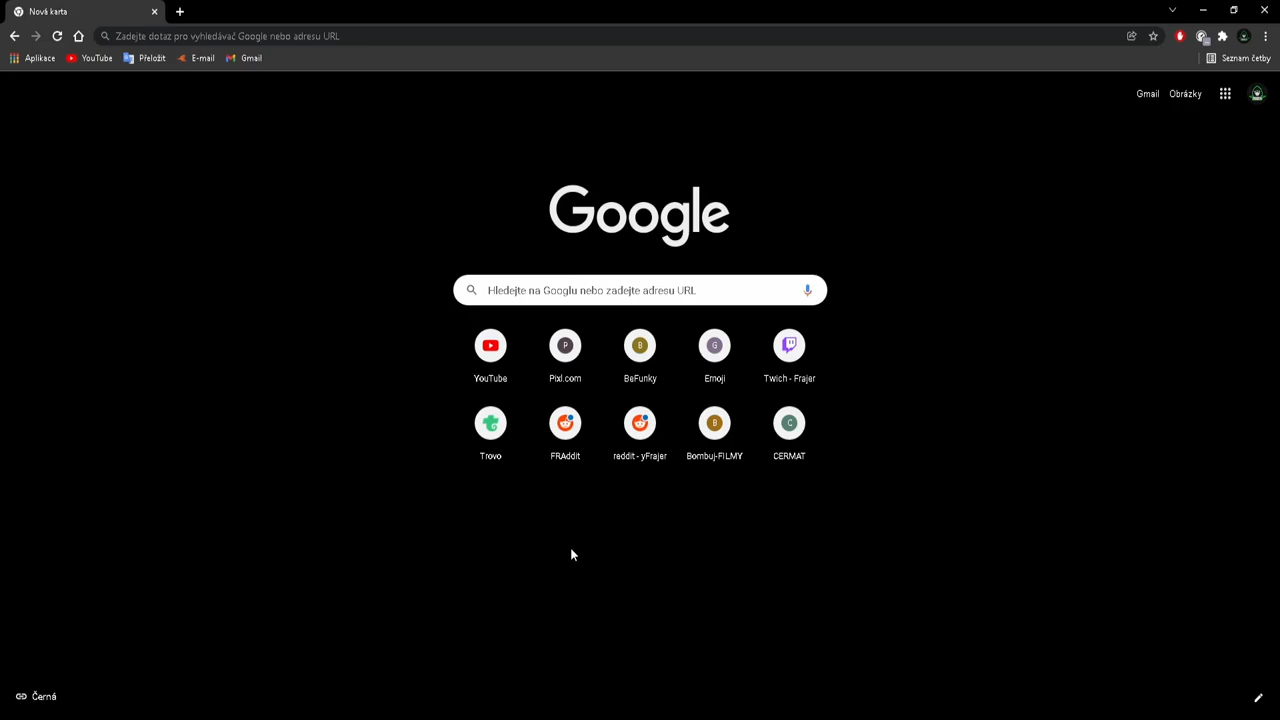 Nová karta
Zadejte dotaz pro vyhledávač Google nebo adresu URL
Aplikace YouTube Přeložit E-mail Gmail Seznam četby
Gmail Obrázky
Google
Hledejte na Googlu nebo zadejte adresu URL
P B G
YouTube Pixl.com BeFunky Emoji Twich - Frajer
B C
Trovo FRAddit reddit - yFrajer Bombuj-FILMY CERMAT
Černá